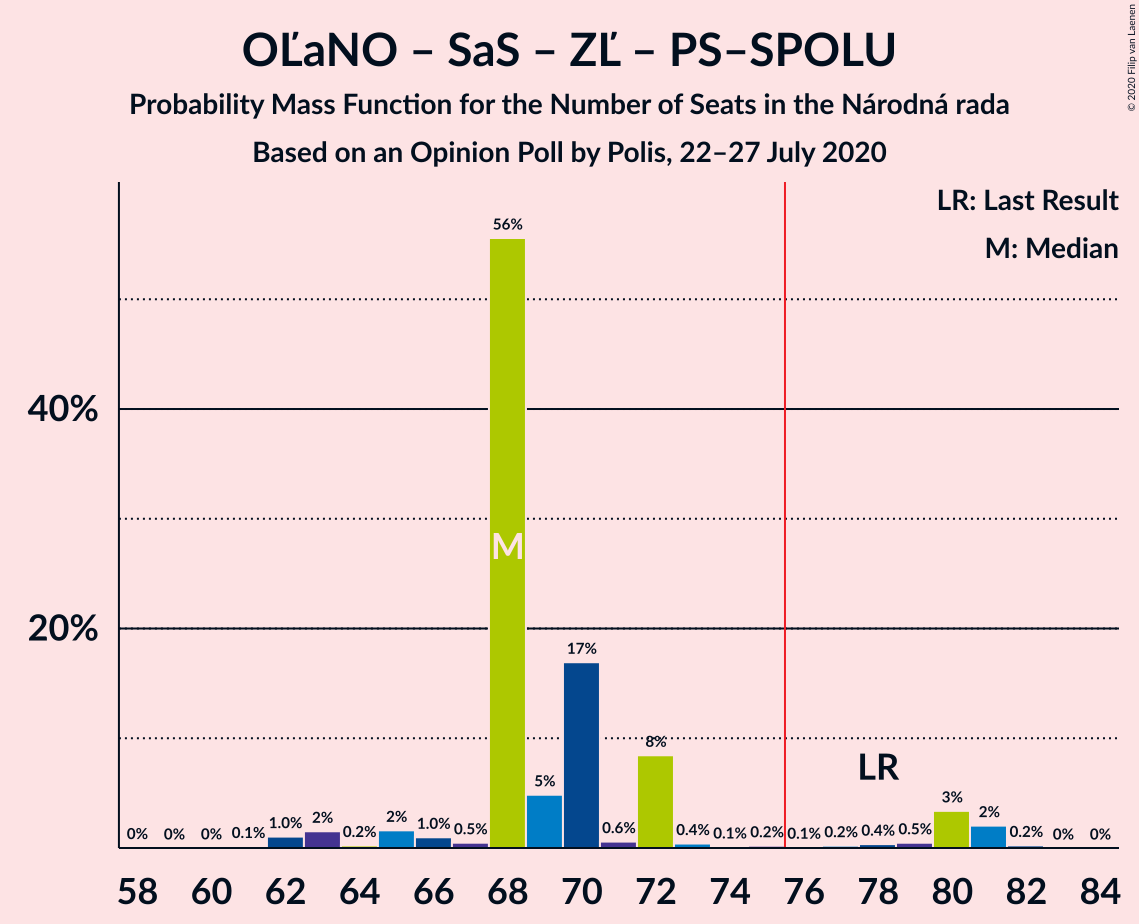 OĽaNO – SaS – ZĽ – PS–SPOLU
Probability Mass Function for the Number of Seats in the Národná rada
Based on an Opinion Poll by Polis, 22–27 July 2020
© 2020 Filip van Laenen
LR: Last Result
M: Median
56%
40%
M
20%
17%
8%
LR
5%
3%
0% 0% 0% 0.1% 1.0% 2% 0.2% 2% 1.0% 0.5% 0.6% 0.4% 0.1% 0.2% 0.1% 0.2% 0.4% 0.5% 2% 0.2% 0% 0%
58 60 62 64 66 68 70 72 74 76 78 80 82 84